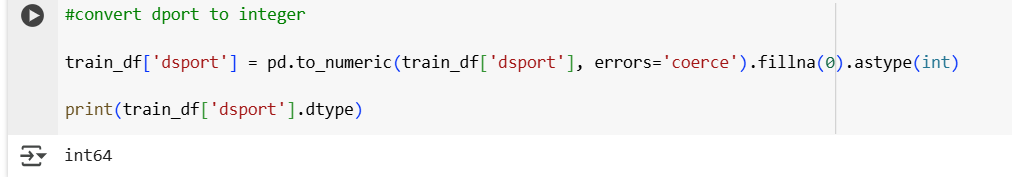 #convert dport to integer
train_df['dsport'] = pd.to_numeric(train_df['dsport'], errors='coerce').fillna(0).astype(int)
print(train_df['dsport'].dtype)
int64